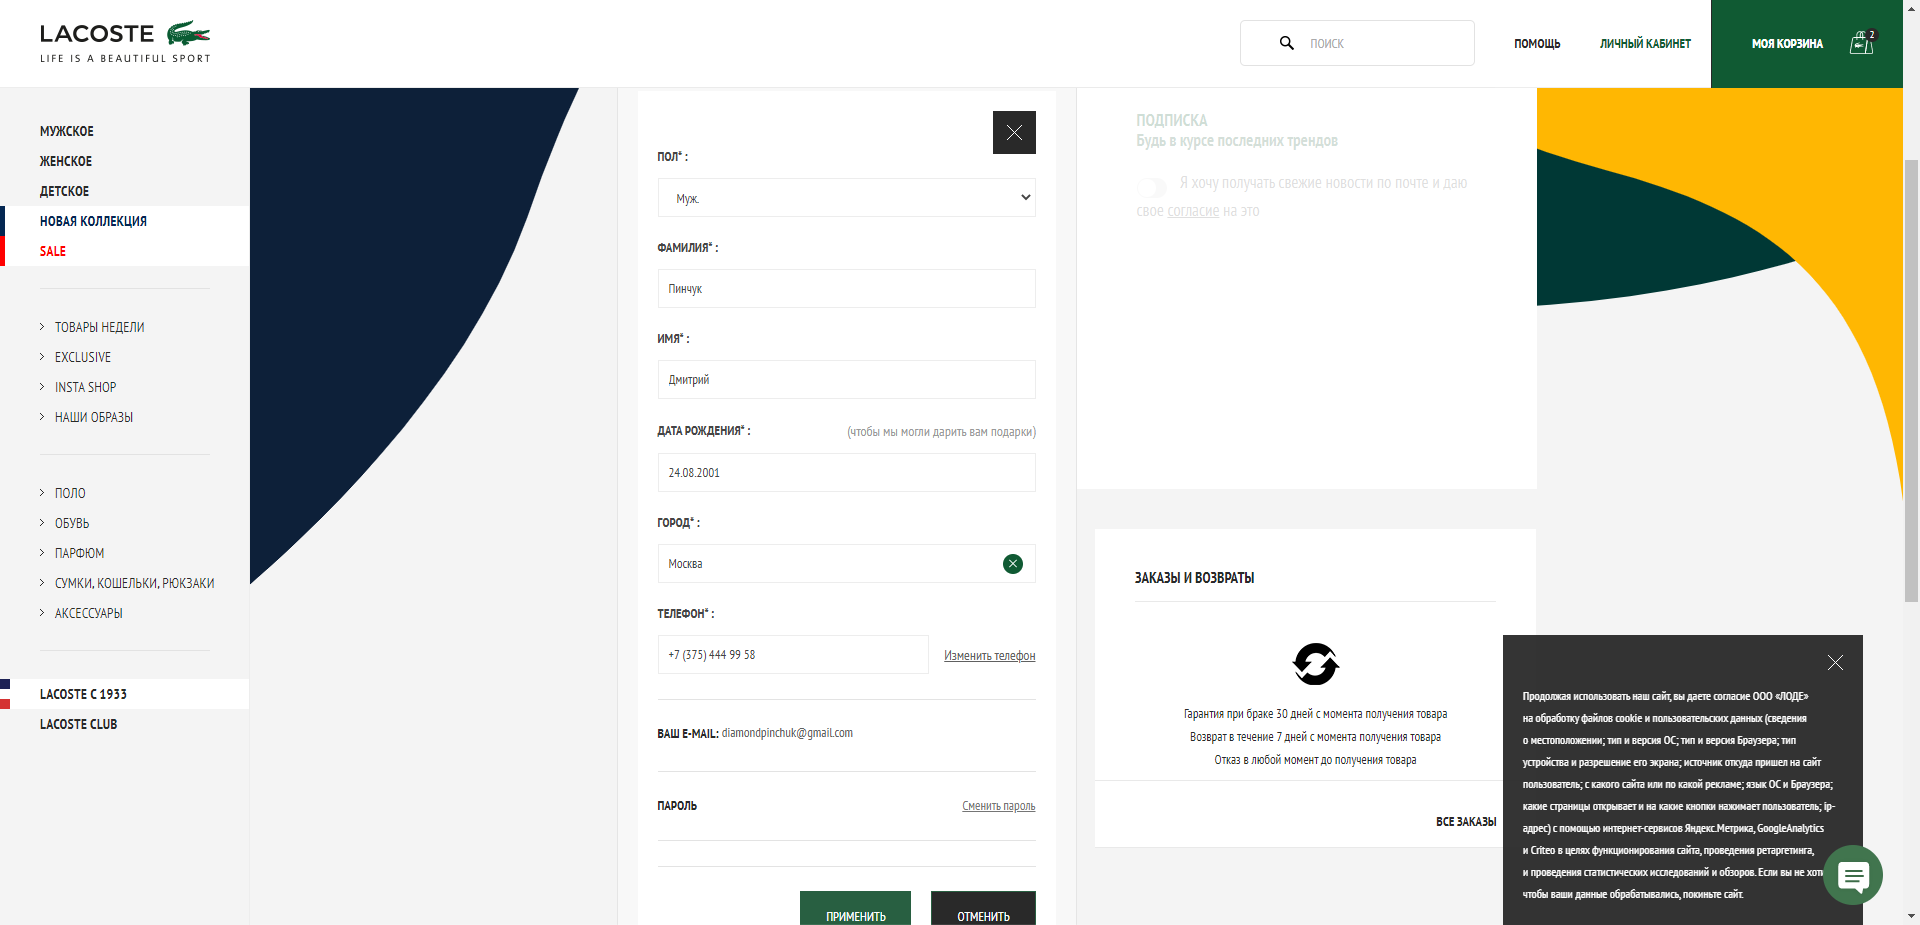 LACOSTE
LIFE IS A BEAUTIFUL SPORT
ПОИСК
ПОМОЩЬ
ЛИЧНЫЙ КАБИНЕТ
МОЯ КОРЗИНА
2
МУЖСКОЕ
ЖЕНСКОЕ
ДЕТСКОЕ
НОВАЯ КОЛЛЕКЦИЯ
SALE
ТОВАРЫ НЕДЕЛИ
EXCLUSIVE
INSTA SHOP
НАШИ ОБРАЗЫ
ПОЛО
ОБУВЬ
ПАРФЮМ
СУМКИ, КОШЕЛЬКИ, РЮКЗАКИ
АКСЕССУАРЫ
LACOSTE С 1933
LACOSTE CLUB
ПОЛ* :
Муж.
ФАМИЛИЯ* :
Пинчук
ИМЯ* :
Дмитрий
ДАТА РОЖДЕНИЯ* :
(чтобы мы могли дарить вам подарки)
24.08.2001
ГОРОД* :
Москва
ТЕЛЕФОН* :
+7 (375) 444 99 58
Изменить телефон
ВАШ E-MAIL: diamondpinchuk@gmail.com
ПАРОЛЬ
Сменить пароль
ПРИМЕНИТЬ
ОТМЕНИТЬ
ПОДПИСКА
Будь в курсе последних трендов
Я хочу получать свежие новости по почте и даю
свое согласие на это
ЗАКАЗЫ И ВОЗВРАТЫ
Гарантия при браке 30 дней с момента получения товара
Возврат в течение 7 дней с момента получения товара
Отказ в любой момент до получения товара
ВСЕ ЗАКАЗЫ
Продолжая использовать наш сайт, вы даете согласие ООО «ЛОДЕ»
на обработку файлов cookie и пользовательских данных (сведения
о местоположении; тип и версия ОС; тип и версия Браузера; тип
устройства и разрешение его экрана; источник откуда пришел на сайт
пользователь; с какого сайта или по какой рекламе; язык ОС и Браузера;
какие страницы открывает и на какие кнопки нажимает пользователь; ip-
адрес) с помощью интернет-сервисов Яндекс.Метрика, GoogleAnalytics
и Criteo в целях функционирования сайта, проведения ретаргетинга,
и проведения статистических исследований и обзоров. Если вы не
чтобы ваши данные обрабатывались, покиньте сайт.